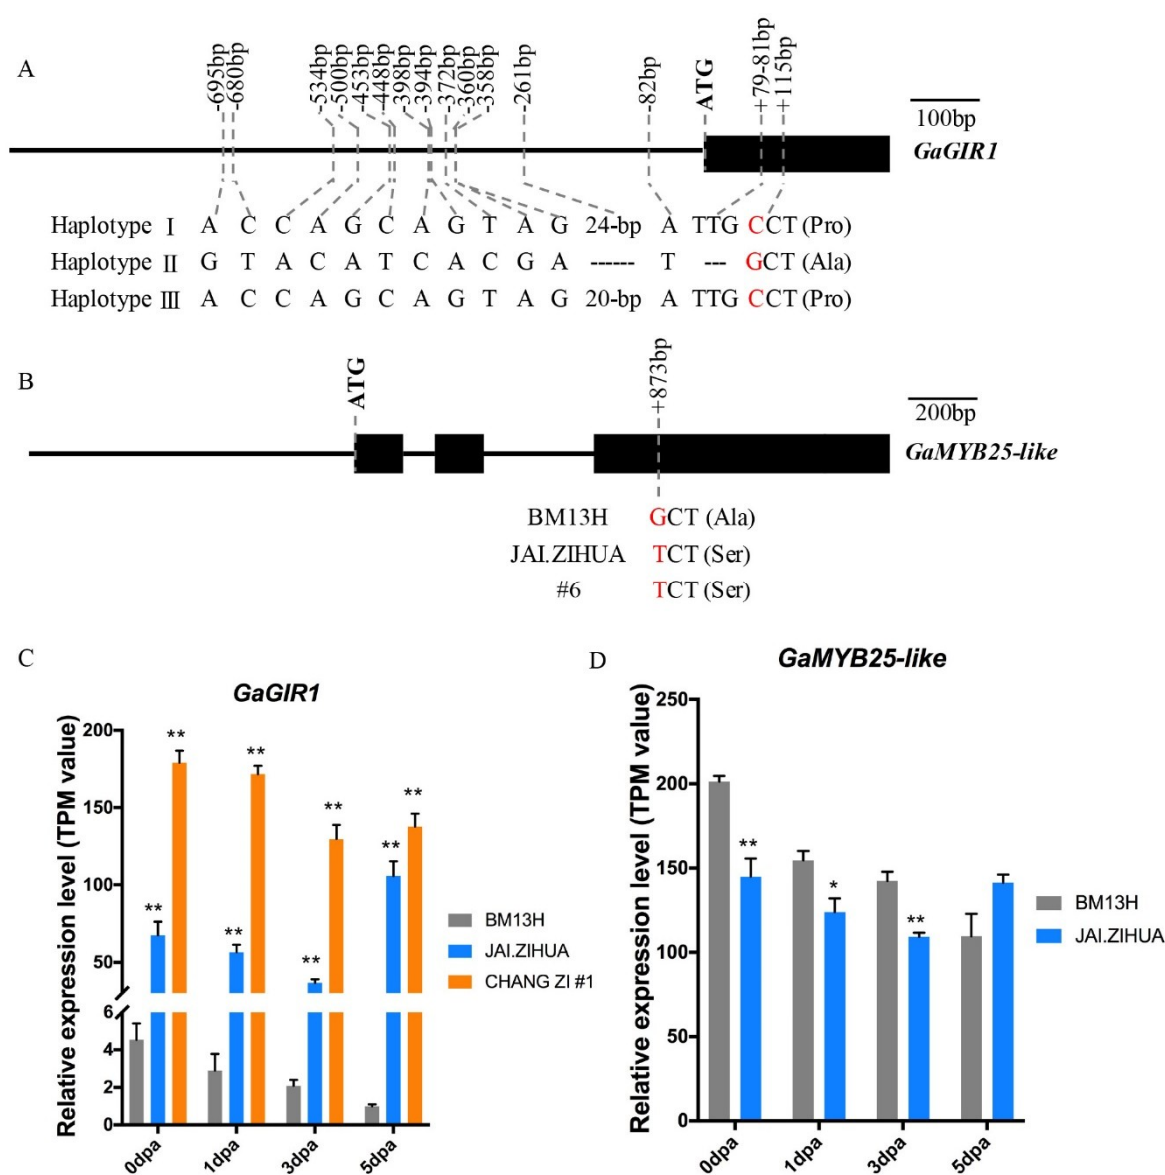 A
-695bp
-680bp
-534bp
-500bp
-453bp
-448bp
-398bp
-394bp
-372bp
-360bp
-358bp
-261bp
-82bp
ATG
+79-81bp
+115bp
100bp
GaGIR1
Haplotype I A C C A G C A G T A G 24-bp A TTG CCT (Pro)
Haplotype II G T A C A T C A C G A ------ T --- GCT (Ala)
Haplotype III A C C A G C A G T A G 20-bp A TTG CCT (Pro)
B
ATG
+873bp
200bp
GaMYB25-like
BM13H GCT (Ala)
JAI.ZIHUA TCT (Ser)
#6 TCT (Ser)
C
GaGIR1
Relative expression level (TPM value)
200
150
100
50
6
4
2
0
** ** ** ** ** ** ** **
0dpa 1dpa 3dpa 5dpa
BM13H
JAI.ZIHUA
CHANG ZI #1
D
GaMYB25-like
Relative expression level (TPM value)
250
200
150
100
50
0
** * **
0dpa 1dpa 3dpa 5dpa
BM13H
JAI.ZIHUA